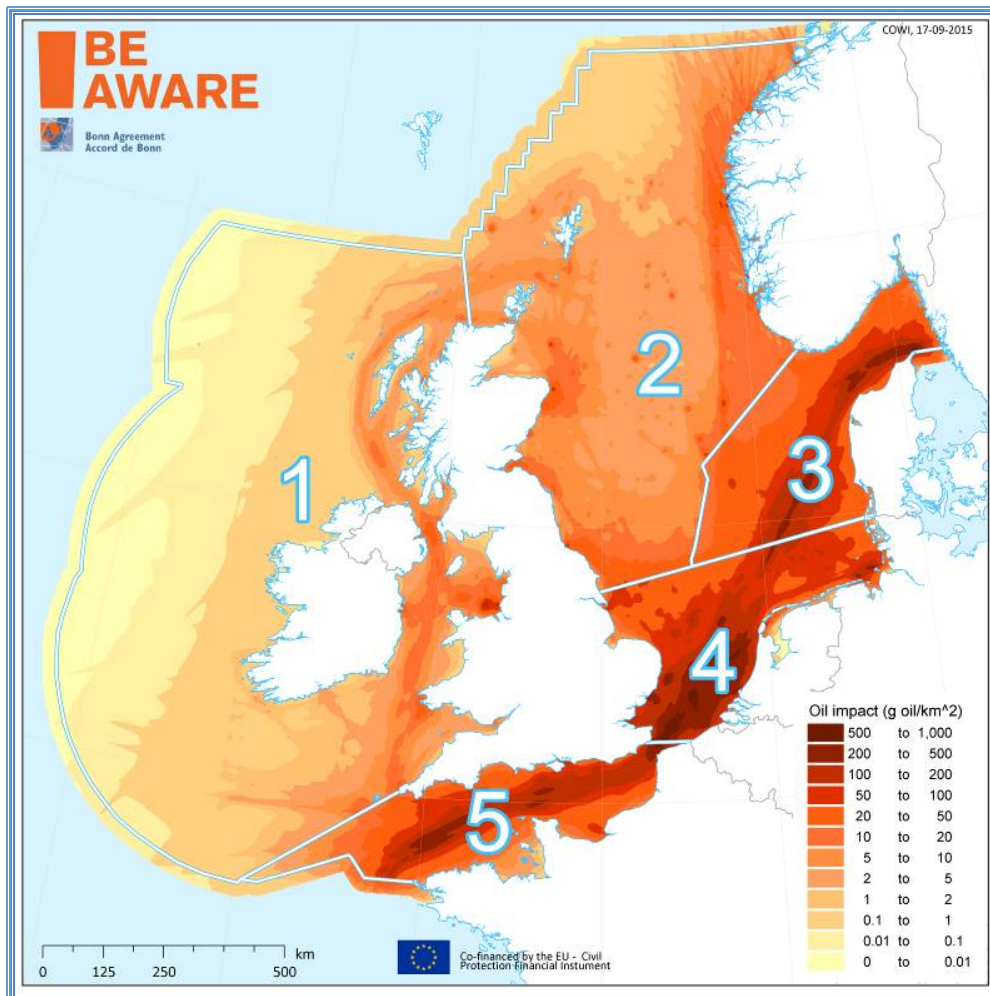 COWI, 17-09-2015
BE
AWARE
Bonn Agreement
Accord de Bonn
2
1
3
4
5
Oil impact (g oil/km^2)
500 to 1,000
200 to 500
100 to 200
50 to 100
20 to 50
10 to 20
5 to 10
2 to 5
1 to 2
0.1 to 1
0.01 to 0.1
0 to 0.01
km
0 125 250 500
Co-financed by the EU - Civil
Protection Financial Instument